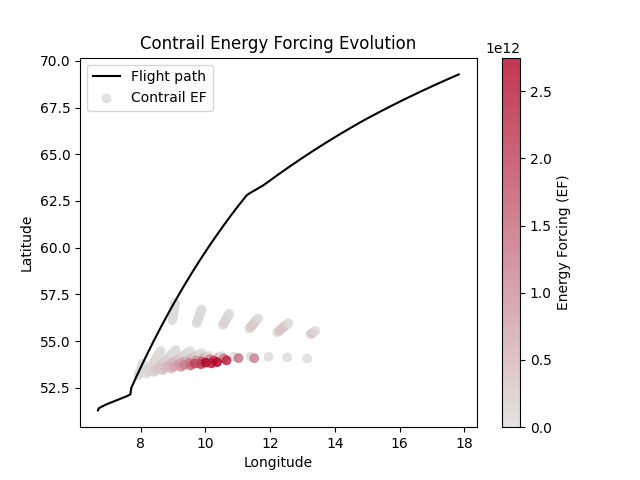 Contrail Energy Forcing Evolution
1e12
Flight path
Contrail EF
70.0
67.5
65.0
62.5
60.0
57.5
55.0
52.5
Latitude
8 10 12 14 16 18
Longitude
2.5
2.0
1.5
1.0
0.5
0.0
Energy Forcing (EF)